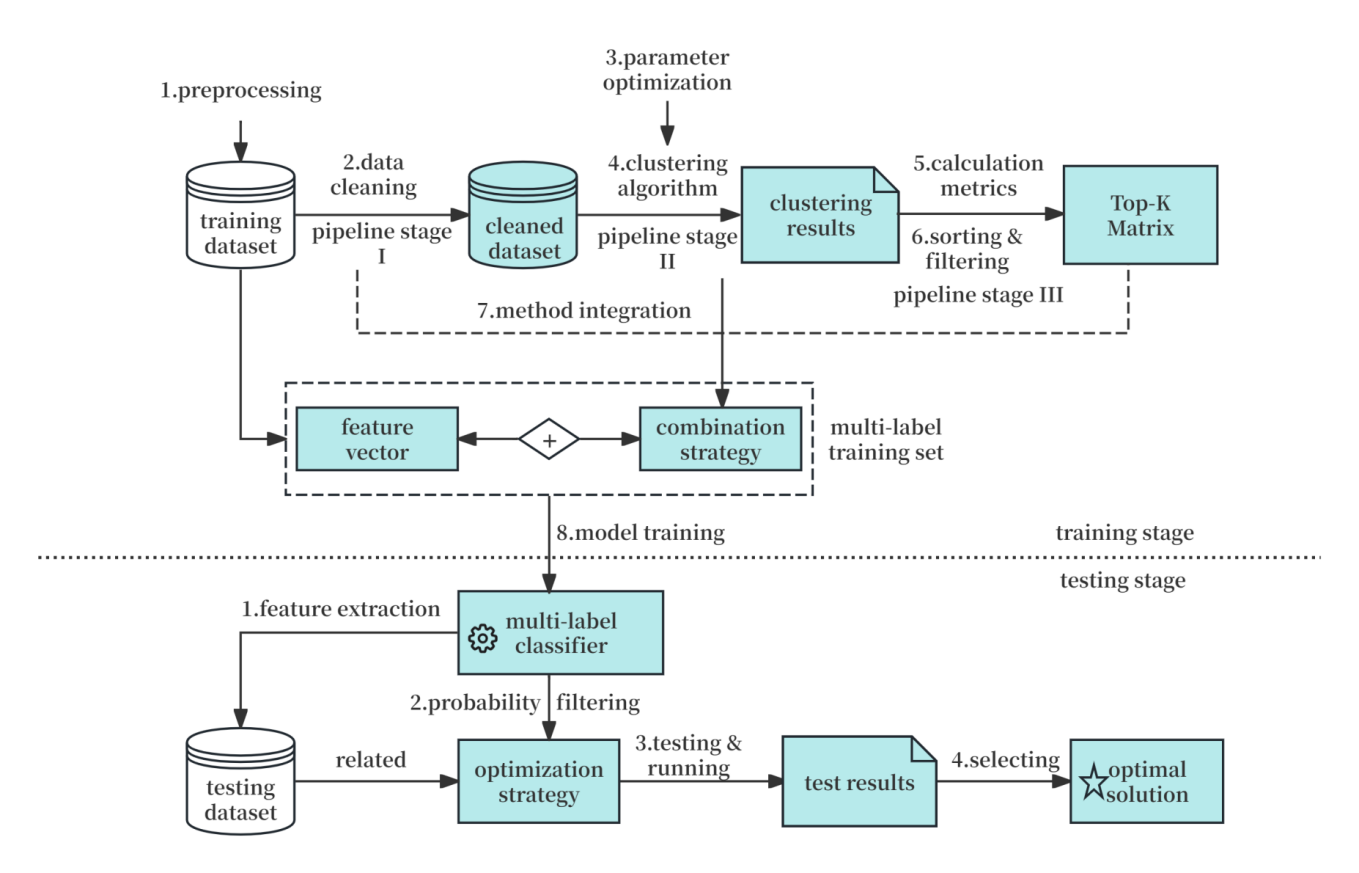 3.parameter
optimization
1.preprocessing
2.data
cleaning
4.clustering
algorithm
5.calculation
metrics
training
dataset
pipeline stage
I
cleaned
dataset
pipeline stage
II
clustering
results
6.sorting &
filtering
pipeline stage III
Top-K
Matrix
7.method integration
feature
vector
+
combination
strategy
multi-label
training set
8.model training
training stage
testing stage
1.feature extraction
multi-label
classifier
2.probability filtering
testing
dataset
related
optimization
strategy
3.testing &
running
test results
4.selecting
optimal
solution